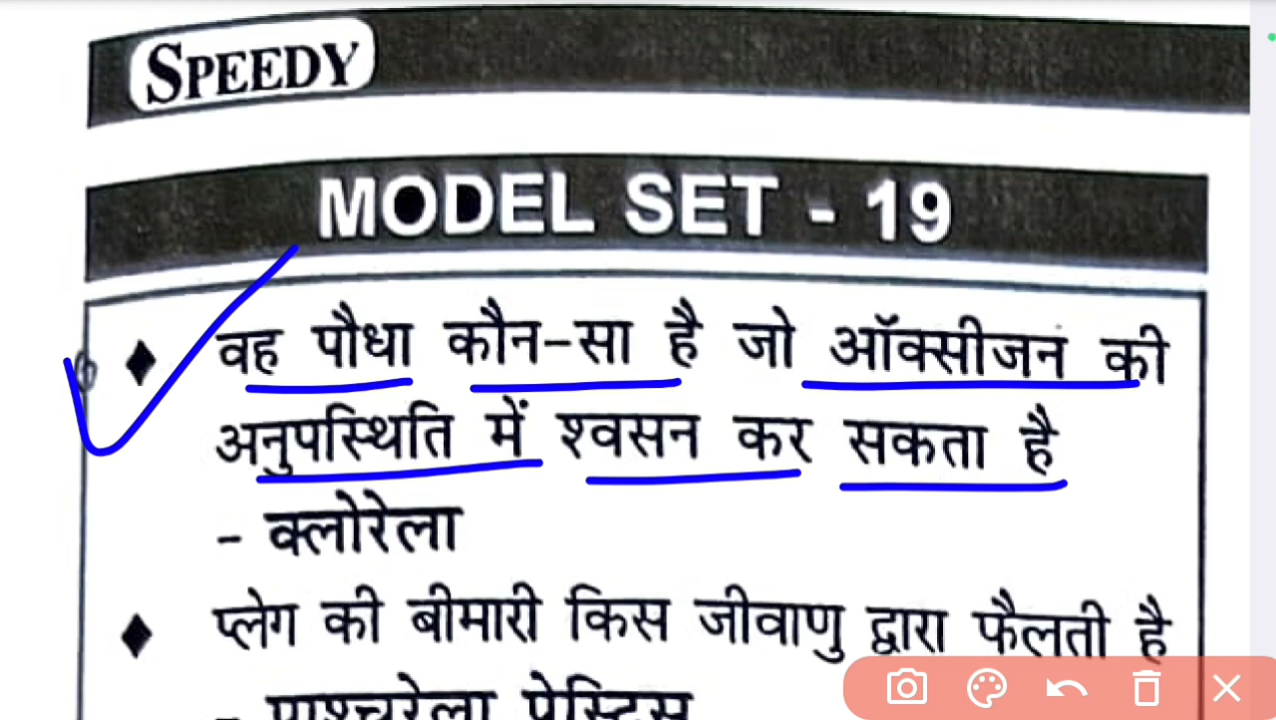 SPEEDY
MODEL SET - 19
♦ वह पौधा कौन-सा है जो ऑक्सीजन की
अनुपस्थिति में श्वसन कर सकता है
- क्लोरेला
♦ प्लेग की बीमारी किस जीवाणु द्वारा फैलती है
- पाश्चुरेला पेस्टिस